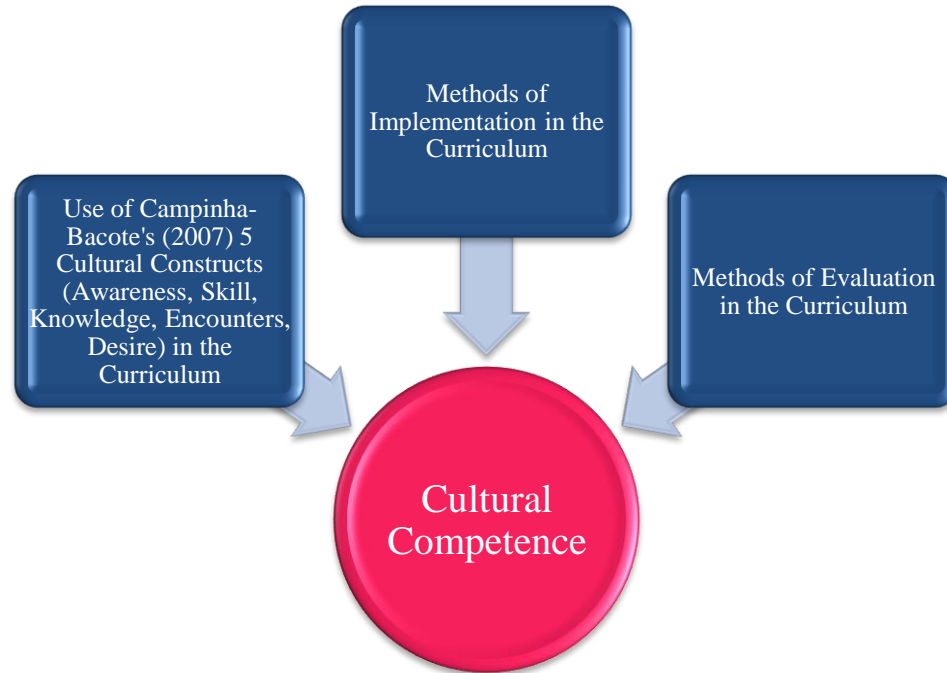 Methods of
Implementation in the
Curriculum
Use of Campinha-
Bacote's (2007) 5
Cultural Constructs
(Awareness, Skill,
Knowledge, Encounters,
Desire) in the
Curriculum
Methods of Evaluation
in the Curriculum
Cultural
Competence